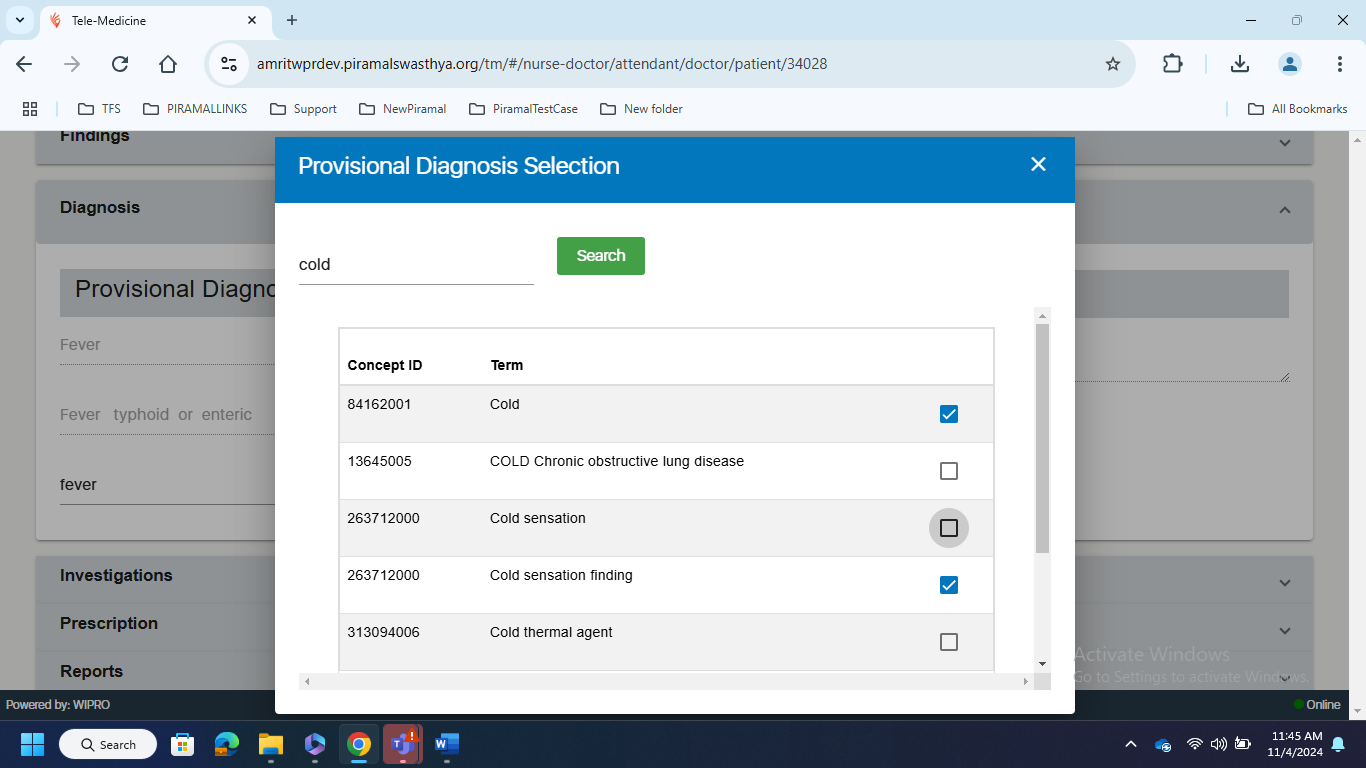 Tele-Medicine
amritwprdev.piramalswasthya.org/tm/#/nurse-doctor/attendant/doctor/patient/34028
TFS PIRAMALLINKS Support NewPiramal PiramalTestCase New folder All Bookmarks
Findings
Provisional Diagnosis Selection
Diagnosis
cold Search
Provisional Diagno
Fever
Concept ID Term
84162001 Cold
Fever typhoid or enteric
13645005 COLD Chronic obstructive lung disease
fever
263712000 Cold sensation
Investigations
263712000 Cold sensation finding
Prescription
313094006 Cold thermal agent
Activate Windows
Reports
Go to Settings to activate Windows.
Powered by: WIPRO Online
Search
11:45 AM
11/4/2024